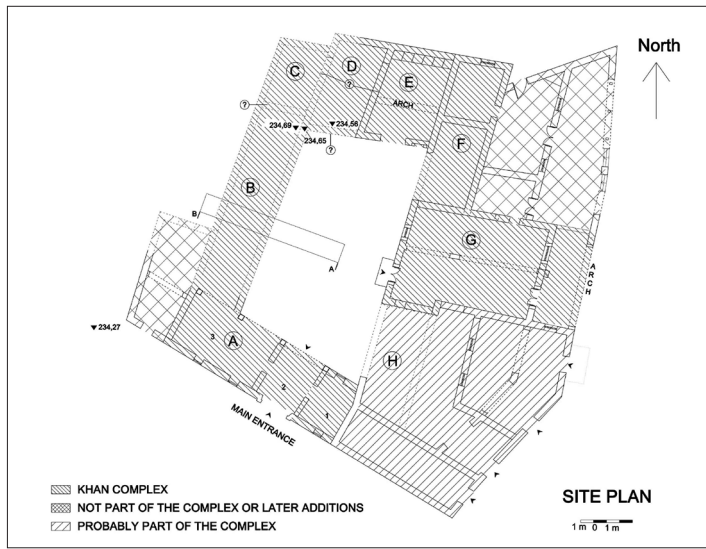 North
C
D
E
ARCH
?
?
234,69
234,56
234,65
?
F
B
B
A
G
ARCH
234,27
3
A
2
1
H
MAIN ENTRANCE
KHAN COMPLEX
NOT PART OF THE COMPLEX OR LATER ADDITIONS
PROBABLY PART OF THE COMPLEX
SITE PLAN
1 m 0 1 m